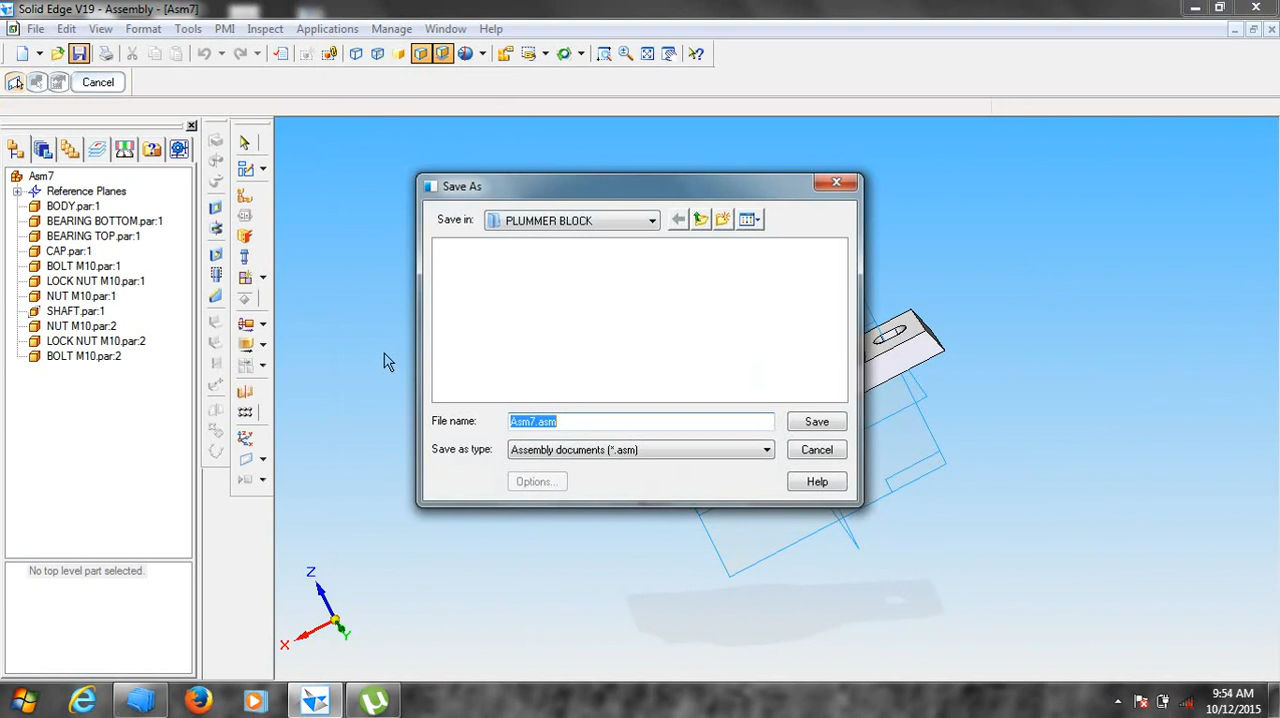 Solid Edge V19 - Assembly - [Asm7]
File Edit View Format Tools PMI Inspect Applications Manage Window Help
Cancel
Asm7
Reference Planes
BODY.par:1
BEARING BOTTOM.par:1
BEARING TOP.par:1
CAP.par:1
BOLT M10.par:1
LOCK NUT M10.par:1
NUT M10.par:1
SHAFT.par:1
NUT M10.par:2
LOCK NUT M10.par:2
BOLT M10.par:2
No top level part selected.
Save As
Save in: PLUMMER BLOCK
File name: Asm7.asm Save
Save as type: Assembly documents (*.asm) Cancel
Options... Help
Z
X
Y
9:54 AM
10/12/2015